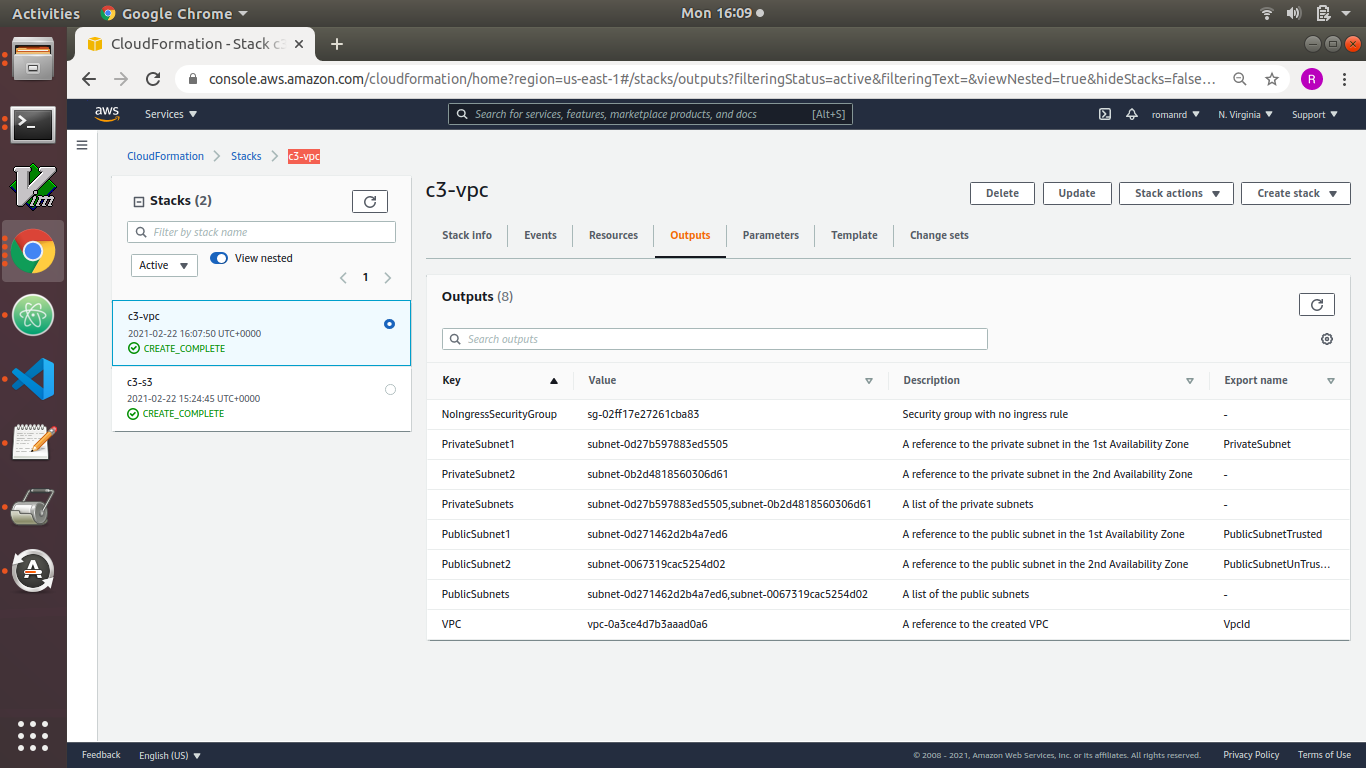 Activities Google Chrome Mon 16:09
CloudFormation - Stack c3
console.aws.amazon.com/cloudformation/home?region=us-east-1#/stacks/outputs?filteringStatus=active&filteringText=&viewNested=true&hideStacks=false... R
aws Services Search for services, features, marketplace products, and docs [Alt+S] romanrd N. Virginia Support
CloudFormation Stacks c3-vpc
Stacks (2)
Filter by stack name
Active View nested
1
c3-vpc
2021-02-22 16:07:50 UTC+0000
CREATE_COMPLETE
c3-s3
2021-02-22 15:24:45 UTC+0000
CREATE_COMPLETE
c3-vpc Delete Update Stack actions Create stack
Stack info Events Resources Outputs Parameters Template Change sets
Outputs (8)
Search outputs
Key Value Description Export name
NoIngressSecurityGroup sg-02ff17e27261cba83 Security group with no ingress rule -
PrivateSubnet1 subnet-0d27b597883ed5505 A reference to the private subnet in the 1st Availability Zone PrivateSubnet
PrivateSubnet2 subnet-0b2d4818560306d61 A reference to the private subnet in the 2nd Availability Zone -
PrivateSubnets subnet-0d27b597883ed5505,subnet-0b2d4818560306d61 A list of the private subnets -
PublicSubnet1 subnet-0d271462d2b4a7ed6 A reference to the public subnet in the 1st Availability Zone PublicSubnetTrusted
PublicSubnet2 subnet-0067319cac5254d02 A reference to the public subnet in the 2nd Availability Zone PublicSubnetUnTrus...
PublicSubnets subnet-0d271462d2b4a7ed6,subnet-0067319cac5254d02 A list of the public subnets -
VPC vpc-0a3ce4d7b3aaad0a6 A reference to the created VPC VpcId
Feedback English (US) © 2008 - 2021, Amazon Web Services, Inc. or its affiliates. All rights reserved. Privacy Policy Terms of Use